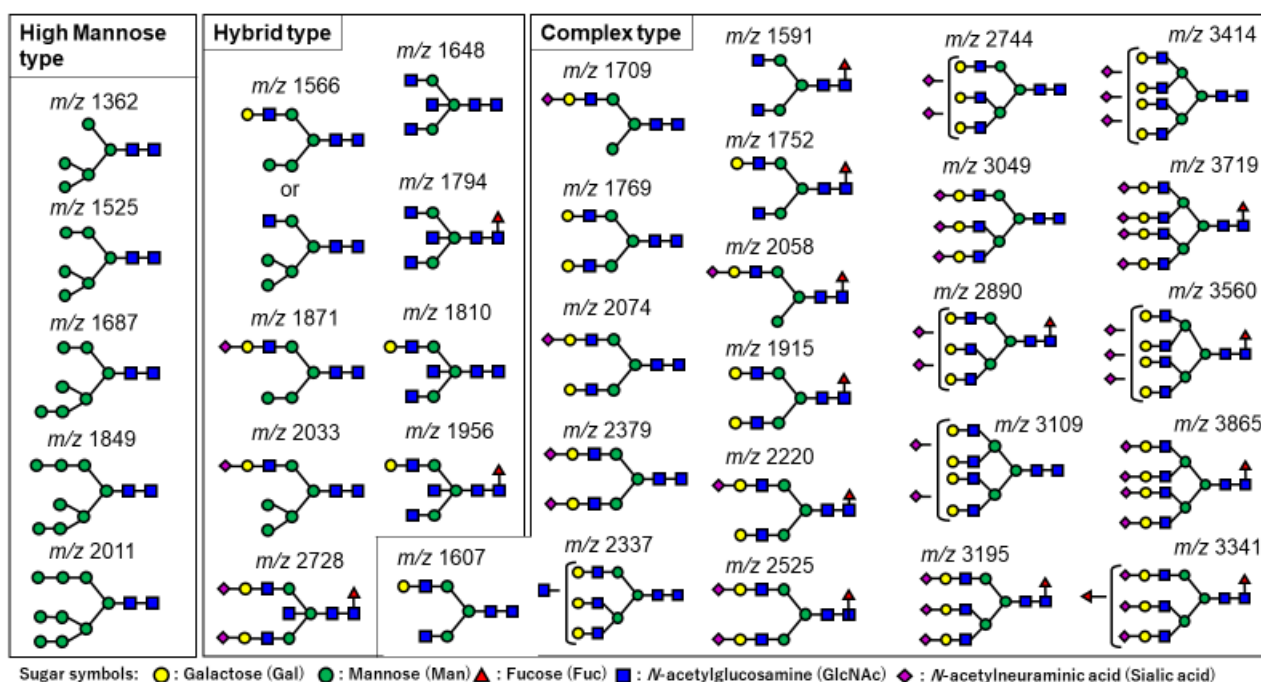 High Mannose
type
m/z 1362
m/z 1525
m/z 1687
m/z 1849
m/z 2011
Hybrid type
m/z 1566
or
m/z 1871
m/z 2033
m/z 2728
m/z 1648
m/z 1794
m/z 1810
m/z 1956
m/z 1607
Complex type
m/z 1709
m/z 1769
m/z 2074
m/z 2379
m/z 2337
m/z 1591
m/z 1752
m/z 2058
m/z 1915
m/z 2220
m/z 2525
m/z 2744
m/z 3049
m/z 2890
m/z 3109
m/z 3195
m/z 3414
m/z 3719
m/z 3560
m/z 3865
m/z 3341
Sugar symbols: : Galactose (Gal) : Mannose (Man) : Fucose (Fuc) : N-acetylglucosamine (GlcNAc) : N-acetylneuraminic acid (Sialic acid)